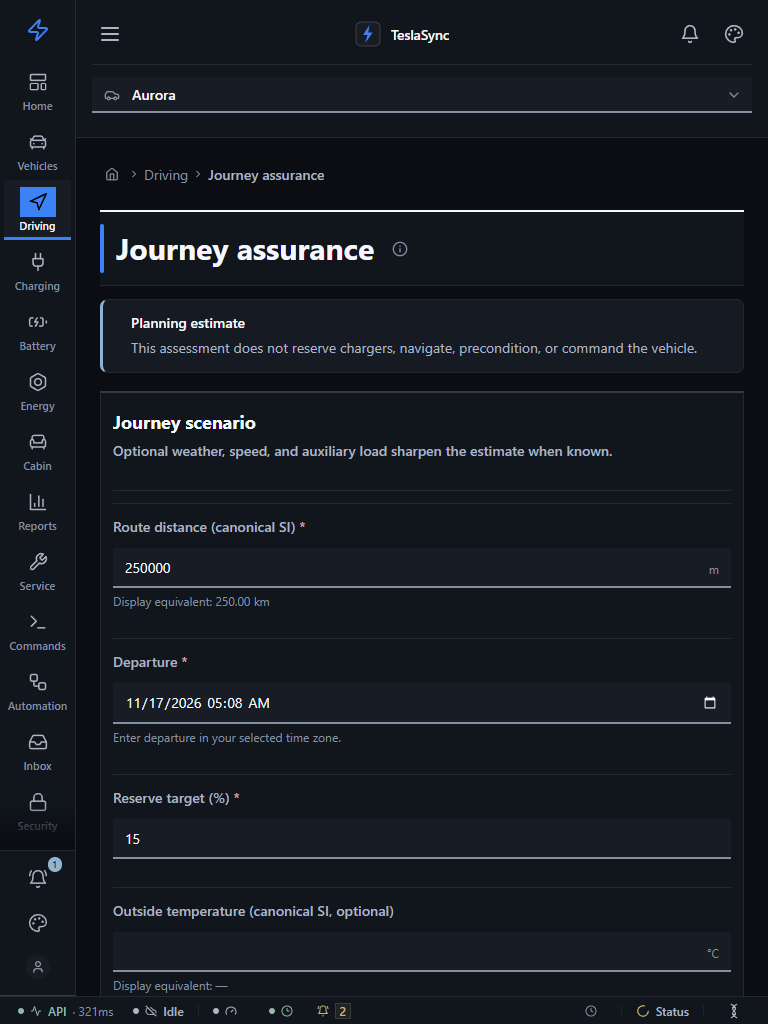 TeslaSync
Aurora
Home
Vehicles
Driving
Charging
Battery
Energy
Cabin
Reports
Service
Commands
Automation
Inbox
Security
1
Driving
Journey assurance
Journey assurance
Planning estimate
This assessment does not reserve chargers, navigate, precondition, or command the vehicle.
Journey scenario
Optional weather, speed, and auxiliary load sharpen the estimate when known.
Route distance (canonical SI) *
250000 m
Display equivalent: 250.00 km
Departure *
11/17/2026 05:08 AM
Enter departure in your selected time zone.
Reserve target (%) *
15
Outside temperature (canonical SI, optional)
°C
Display equivalent: —
API · 321ms Idle 2 Status